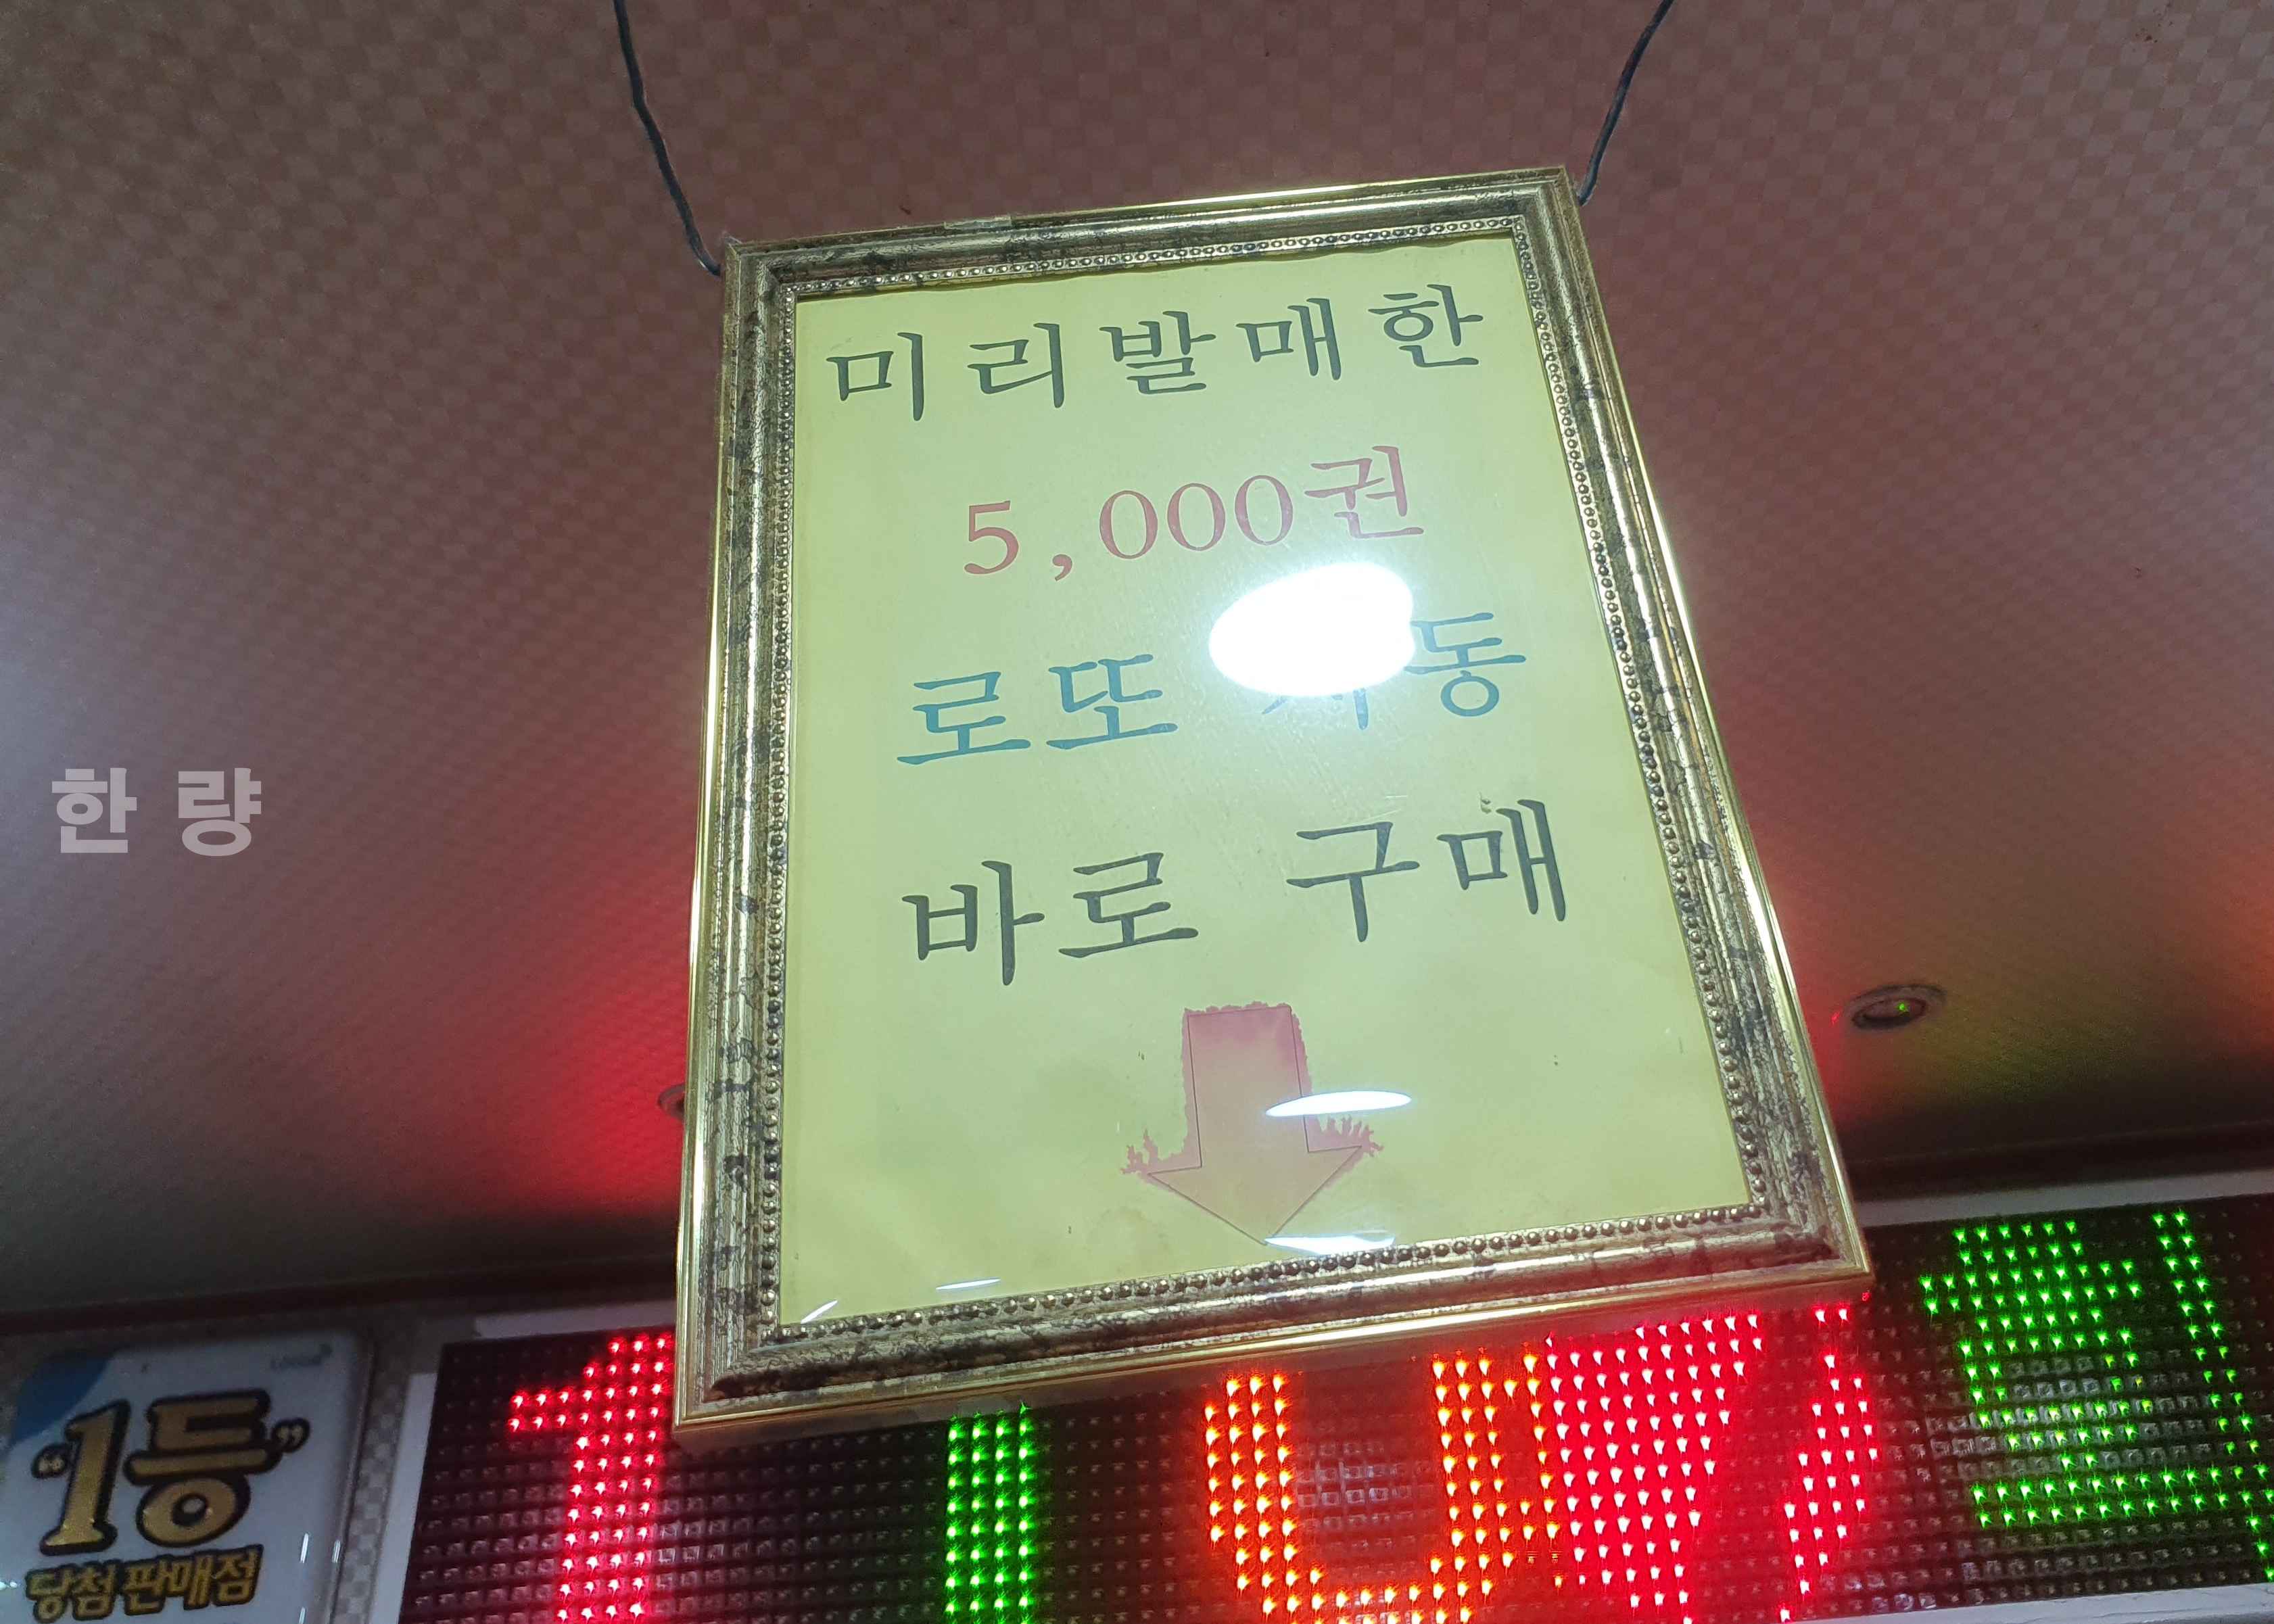 미리발매한
5,000권
로또
바로 구매
한량
"1등"
당첨 판매점